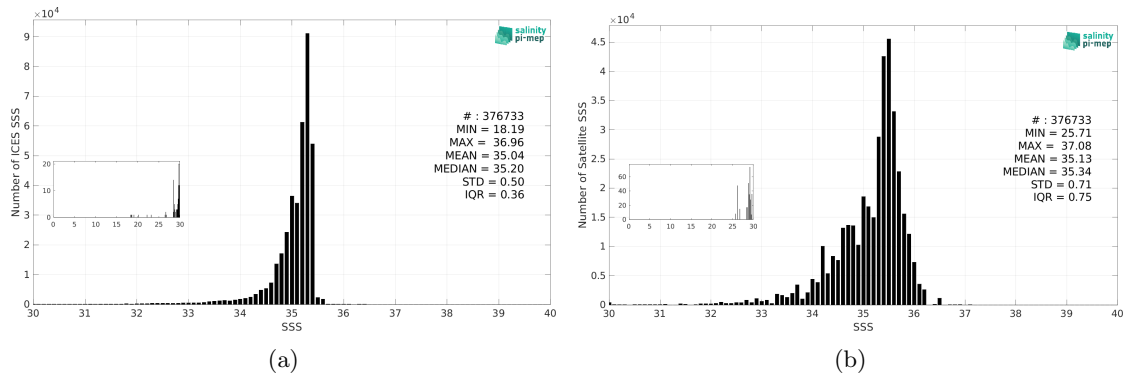 ×10⁴
9
8
7
6
5
4
3
2
1
0
Number of ICES SSS
30 31 32 33 34 35 36 37 38 39 40
SSS
salinity
pi-mep
# : 376733
MIN = 18.19
MAX = 36.96
MEAN = 35.04
MEDIAN = 35.20
STD = 0.50
IQR = 0.36
20
10
0
0 5 10 15 20 25 30
(a)
×10⁴
4.5
4
3.5
3
2.5
2
1.5
1
0.5
0
Number of Satellite SSS
30 31 32 33 34 35 36 37 38 39 40
SSS
salinity
pi-mep
# : 376733
MIN = 25.71
MAX = 37.08
MEAN = 35.13
MEDIAN = 35.34
STD = 0.71
IQR = 0.75
60
40
20
0
0 5 10 15 20 25 30
(b)